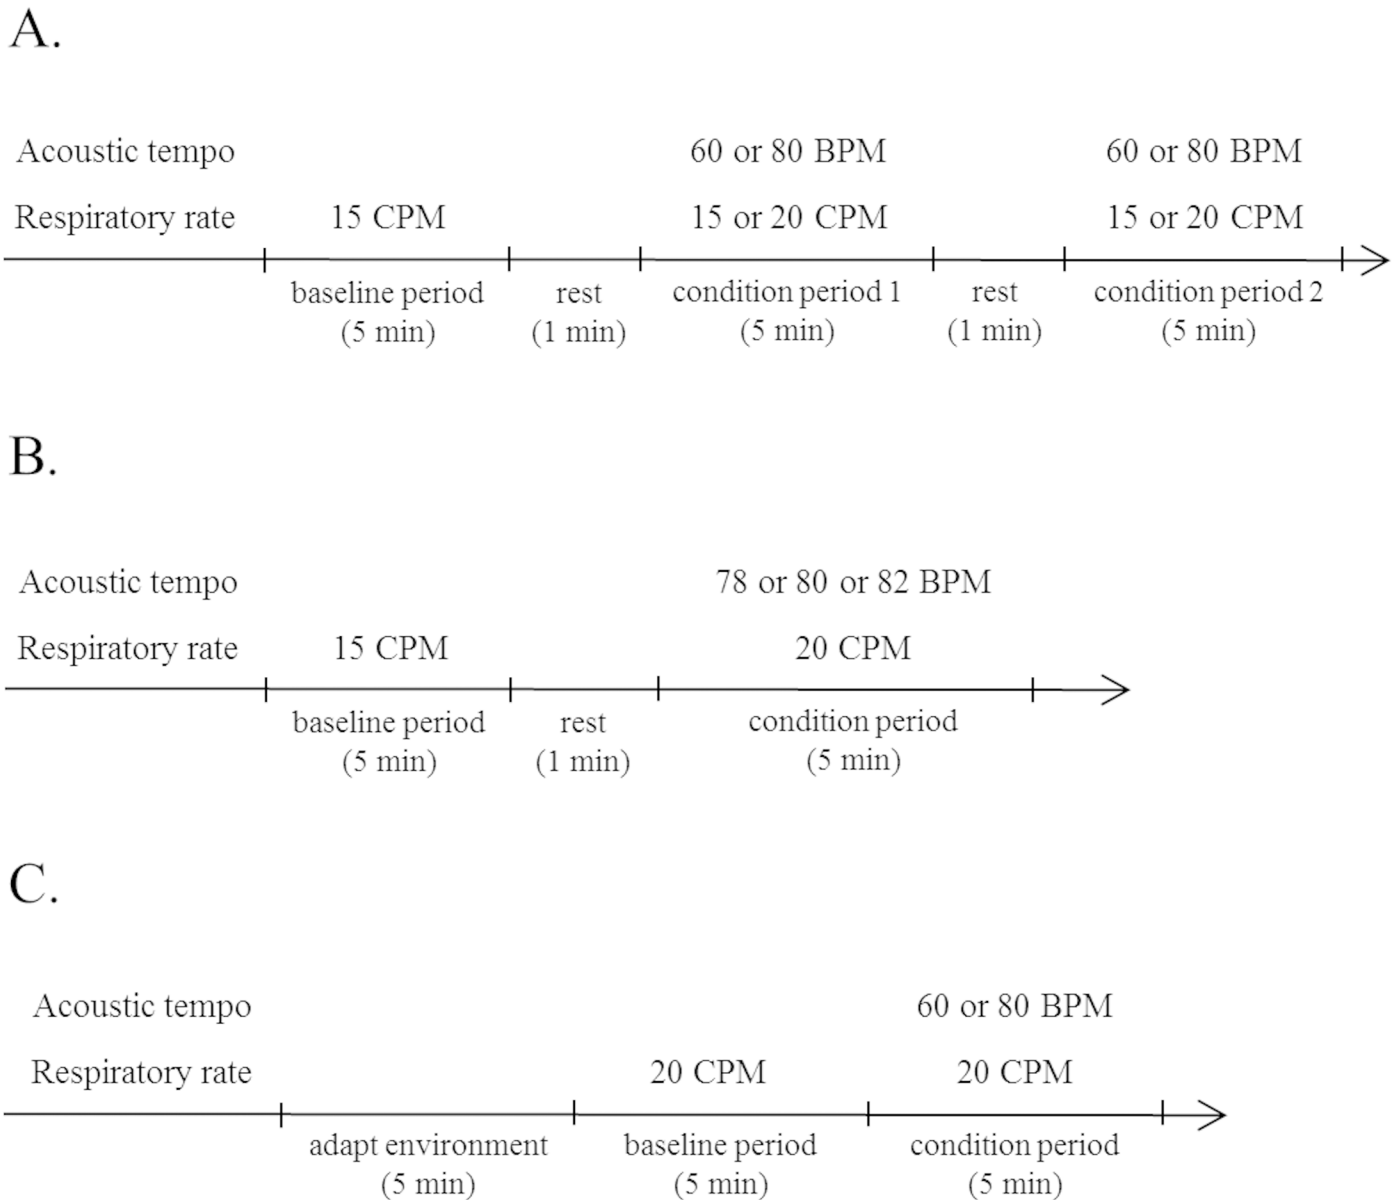 A.
Acoustic tempo 60 or 80 BPM 60 or 80 BPM
Respiratory rate 15 CPM 15 or 20 CPM 15 or 20 CPM
baseline period rest condition period 1 rest condition period 2
(5 min) (1 min) (5 min) (1 min) (5 min)
B.
Acoustic tempo 78 or 80 or 82 BPM
Respiratory rate 15 CPM 20 CPM
baseline period rest condition period
(5 min) (1 min) (5 min)
C.
Acoustic tempo 60 or 80 BPM
Respiratory rate 20 CPM 20 CPM
adapt environment baseline period condition period
(5 min) (5 min) (5 min)